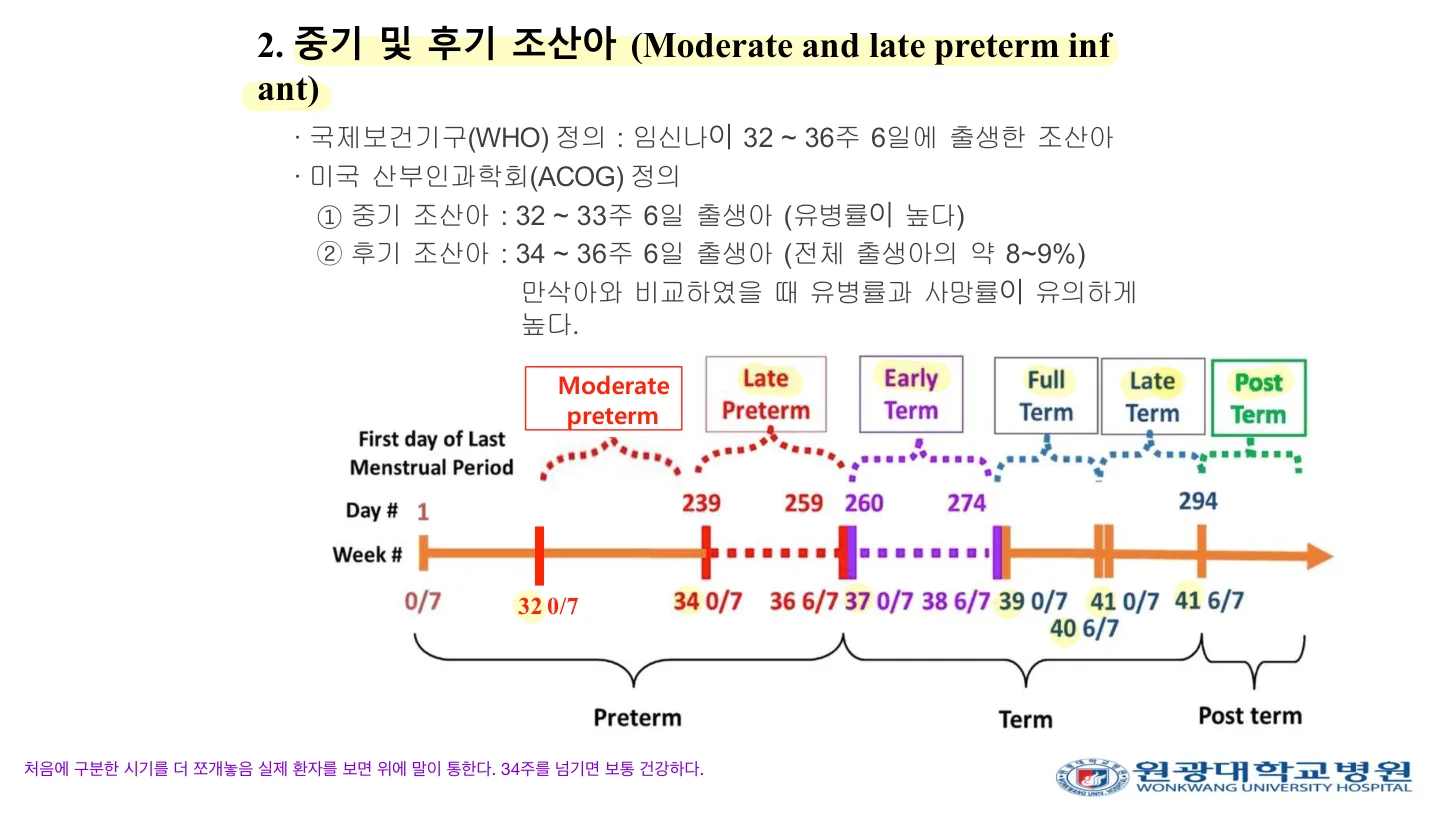 2. 중기 및 후기 조산아 (Moderate and late preterm inf
ant)
· 국제보건기구(WHO) 정의 : 임신나이 32 ~ 36주 6일에 출생한 조산아
· 미국 산부인과학회(ACOG) 정의
① 중기 조산아 : 32 ~ 33주 6일 출생아 (유병률이 높다)
② 후기 조산아 : 34 ~ 36주 6일 출생아 (전체 출생아의 약 8~9%)
만삭아와 비교하였을 때 유병률과 사망률이 유의하게
높다.
Moderate
preterm
Late
Preterm
Early
Term
Full
Term
Late
Term
Post
Term
First day of Last
Menstrual Period
Day # 1 239 259 260 274 294
Week #
0/7 32 0/7 34 0/7 36 6/7 37 0/7 38 6/7 39 0/7 41 0/7 41 6/7
40 6/7
Preterm Term Post term
처음에 구분한 시기를 더 쪼개놓음 실제 환자를 보면 위에 말이 통한다. 34주를 넘기면 보통 건강하다.
원광대학교병원
WONKWANG UNIVERSITY HOSPITAL